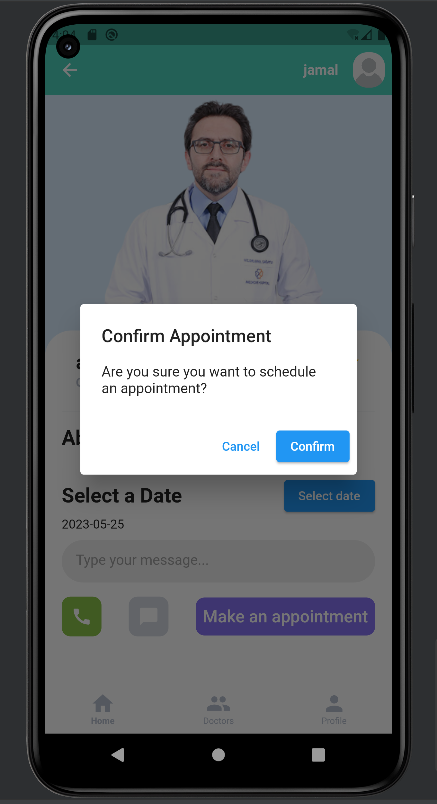 jamal
Confirm Appointment
Are you sure you want to schedule
an appointment?
Cancel
Confirm
Select a Date
Select date
2023-05-25
Type your message...
Make an appointment
Home
Doctors
Profile